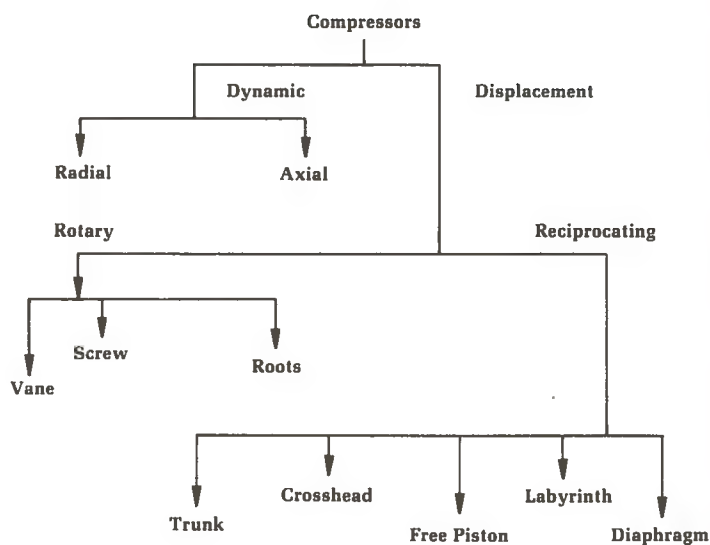 Compressors
Dynamic
Displacement
Radial
Axial
Rotary
Reciprocating
Screw
Roots
Vane
Crosshead
Labyrinth
Trunk
Free Piston
Diaphragm